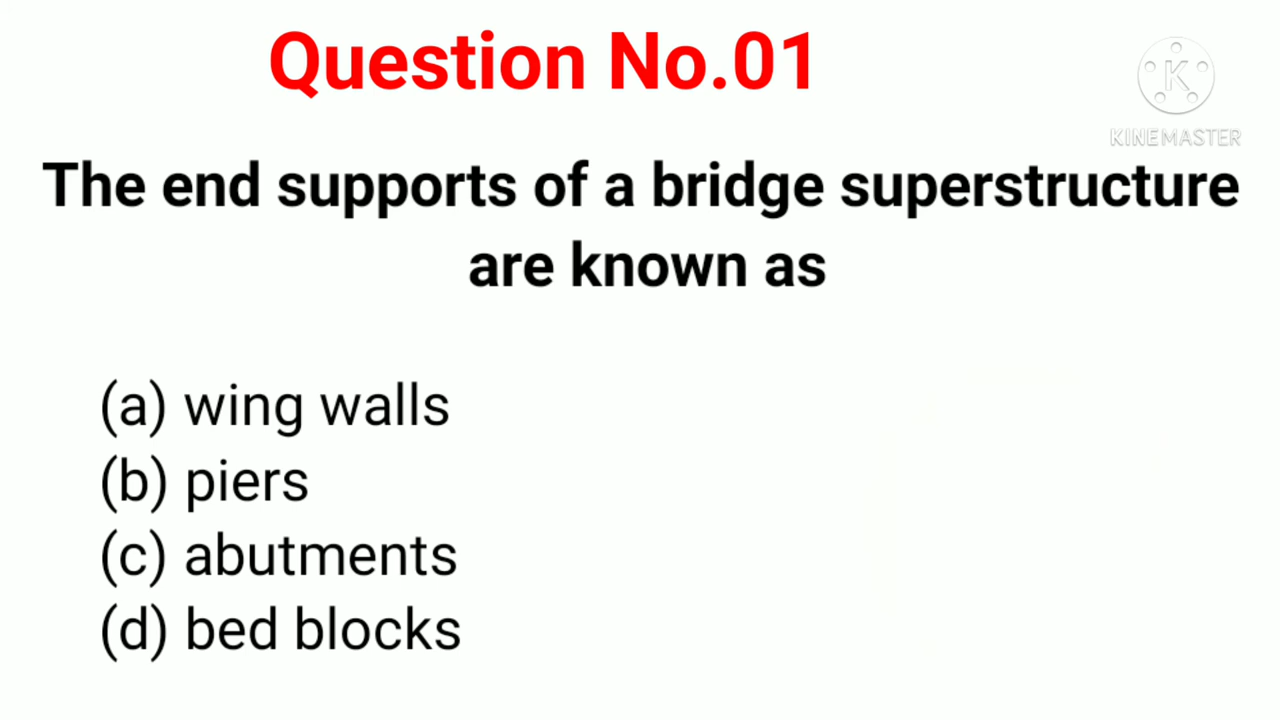 Question No.01
K
KINEMASTER
The end supports of a bridge superstructure
are known as
(a) wing walls
(b) piers
(c) abutments
(d) bed blocks